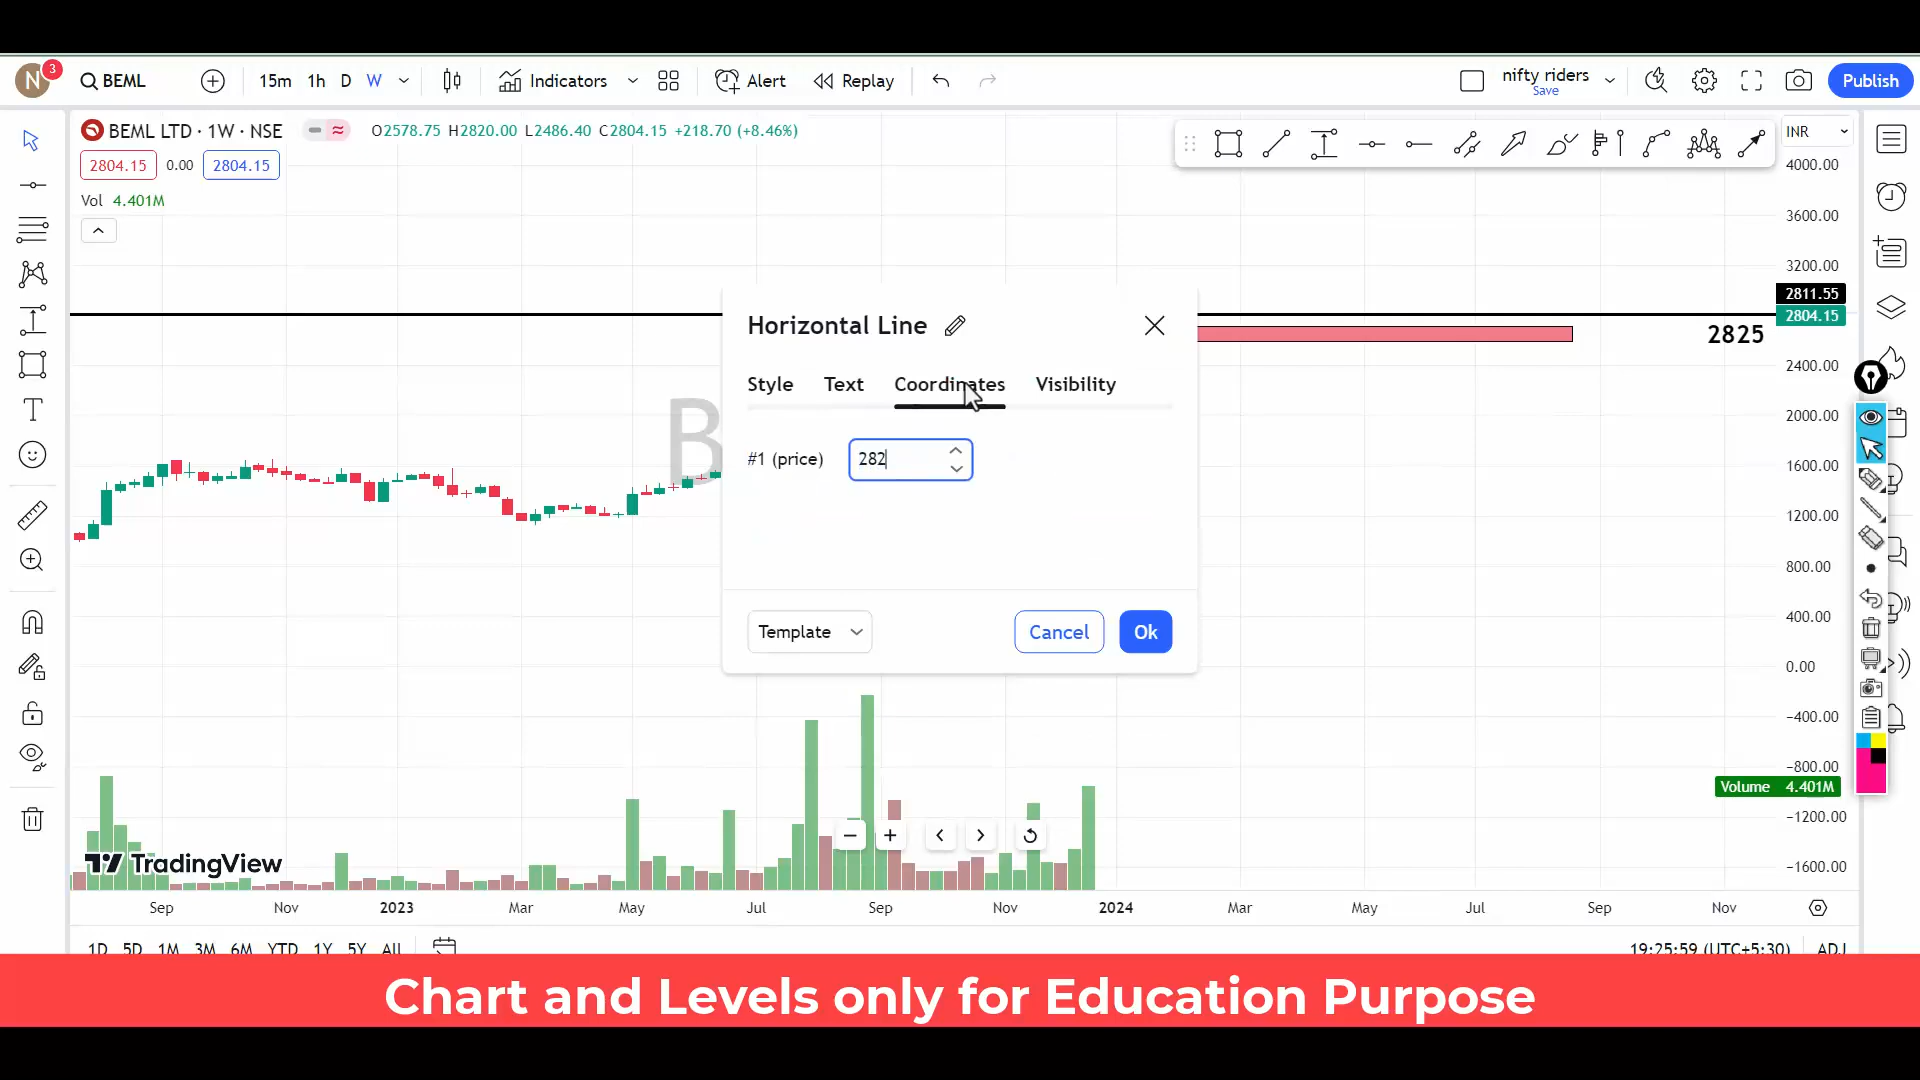 N 3 BEML 15m 1h D W Indicators Alert Replay nifty riders Save Publish
BEML LTD · 1W · NSE O2578.75 H2820.00 L2486.40 C2804.15 +218.70 (+8.46%)
INR
2804.15 0.00 2804.15
4000.00
Vol 4.401M
3600.00
3200.00
2811.55
2804.15
2825
2400.00
2000.00
1600.00
1200.00
800.00
400.00
0.00
−400.00
−800.00
Volume 4.401M
−1200.00
−1600.00
B
Horizontal Line
Style Text Coordinates Visibility
#1 (price) 282
Template Cancel Ok
TradingView
Sep Nov 2023 Mar May Jul Sep Nov 2024 Mar May Jul Sep Nov
1D 5D 1M 3M 6M YTD 1Y 5Y All 19:25:59 (UTC+5:30) ADJ
Chart and Levels only for Education Purpose